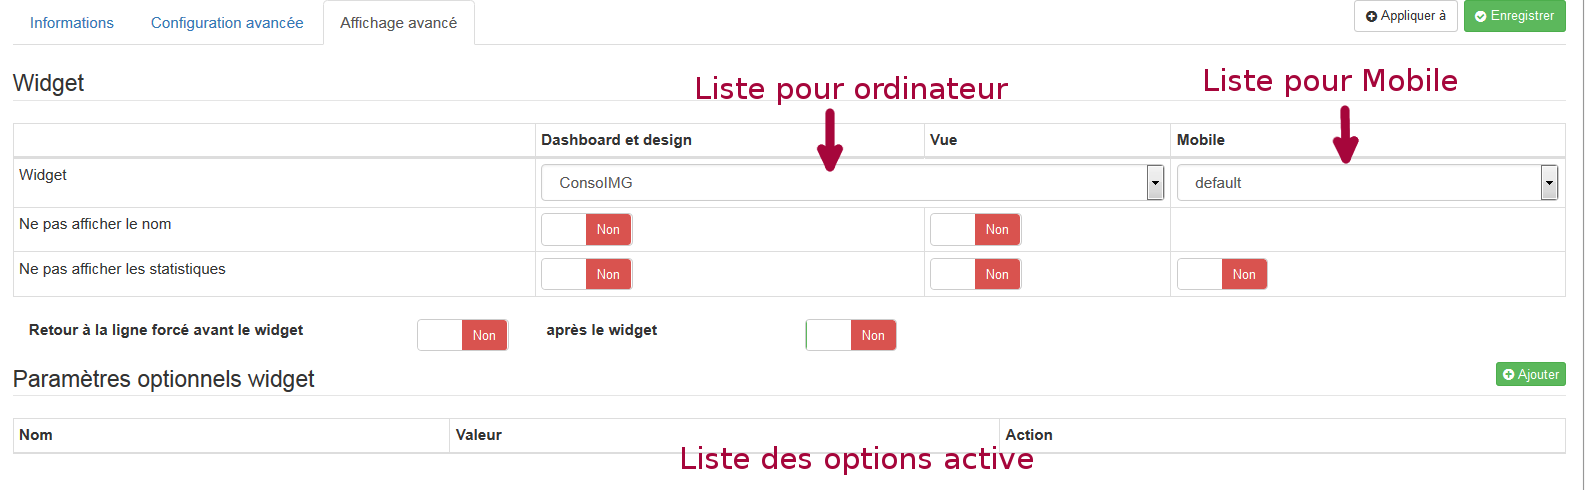 Informations Configuration avancée Affichage avancé Appliquer à Enregistrer
Widget Liste pour ordinateur Liste pour Mobile
Dashboard et design Vue Mobile
Widget ConsoIMG default
Ne pas afficher le nom Non Non
Ne pas afficher les statistiques Non Non Non
Retour à la ligne forcé avant le widget Non après le widget Non
Paramètres optionnels widget Ajouter
Nom Valeur Action
Liste des options active